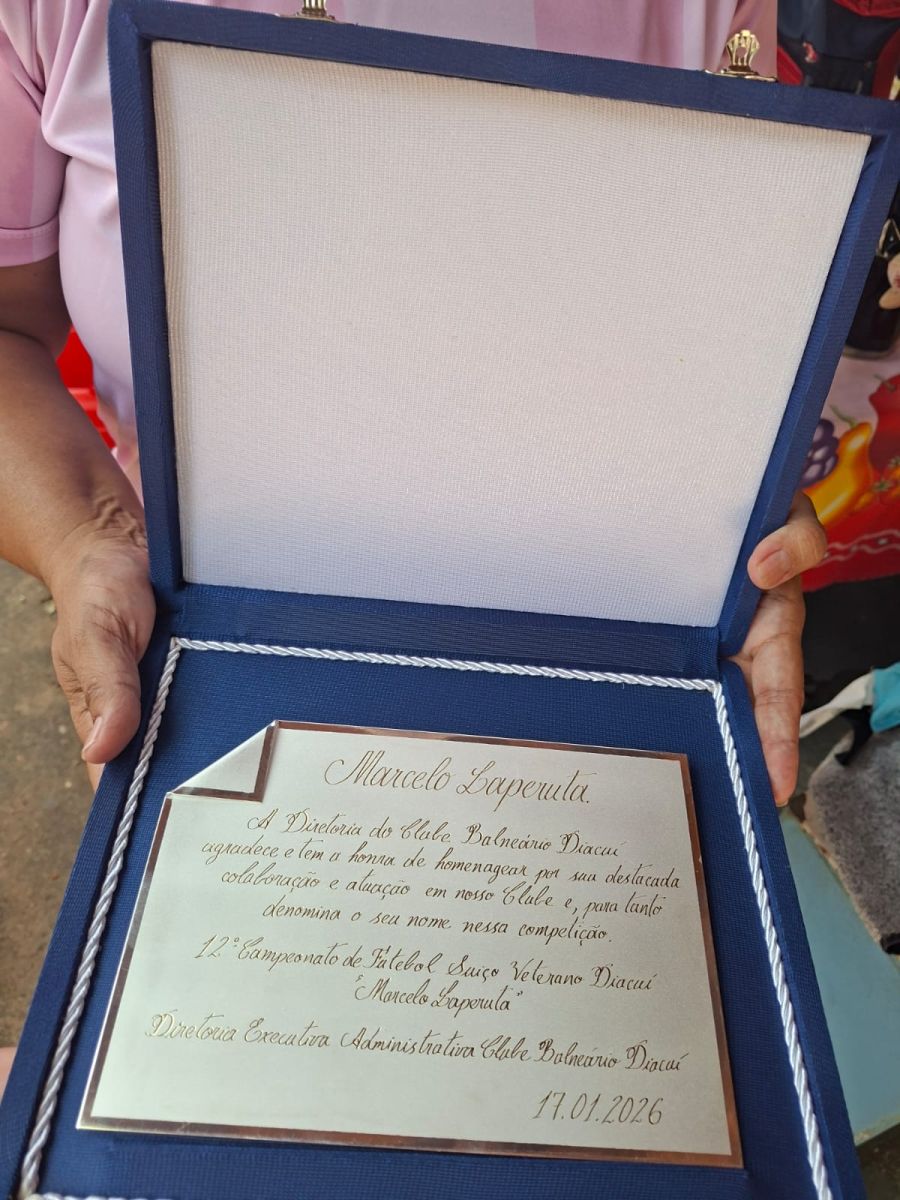 Marcelo Laperuta.
A Diretoria do Clube Balneário Diacuí
agradece e tem a honra de homenagear por sua destacada
colaboração e atuação em nosso Clube e, para tanto
denomina o seu nome nessa competição.
12º Campeonato de Futebol Suiço Veterano Diacuí
"Marcelo Laperuta"
Diretoria Executiva Administrativa Clube Balneário Diacuí
17.01.2026